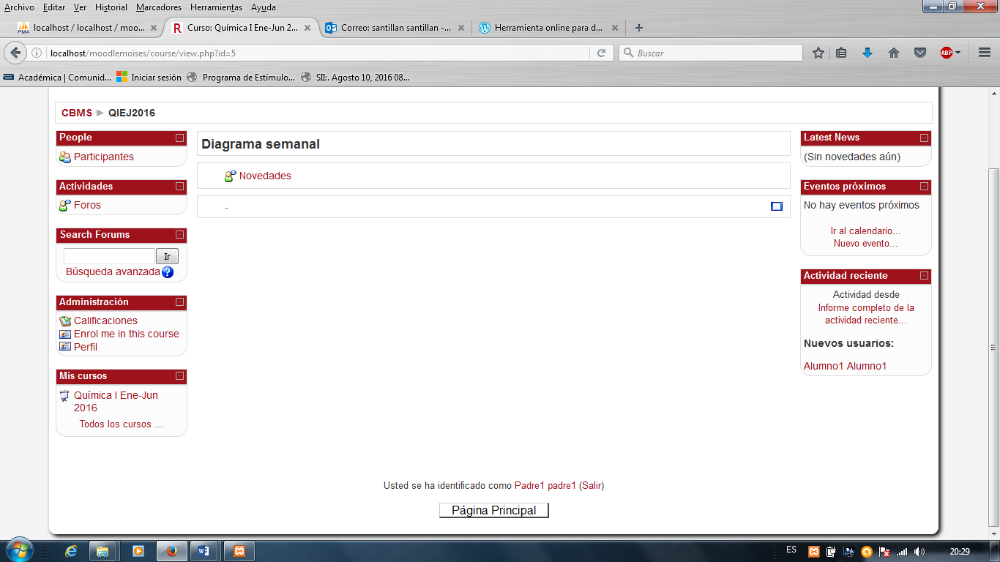 Archivo Editar Ver Historial Marcadores Herramientas Ayuda
localhost / localhost / moo...
Curso: Química I Ene-Jun 2...
Correo: santillan santillan -...
Herramienta online para d...
localhost/moodlemoises/course/view.php?id=5
Buscar
ABP
Académica | Comunid...
Iniciar sesión
Programa de Estímulo...
SII:. Agosto 10, 2016 08...
CBMS ► QIEJ2016
People
Participantes
Actividades
Foros
Search Forums
Ir
Búsqueda avanzada
Administración
Calificaciones
Enrol me in this course
Perfil
Mis cursos
Química I Ene-Jun
2016
Todos los cursos ...
Diagrama semanal
Novedades
-
Latest News
(Sin novedades aún)
Eventos próximos
No hay eventos próximos
Ir al calendario...
Nuevo evento...
Actividad reciente
Actividad desde
Informe completo de la
actividad reciente...
Nuevos usuarios:
Alumno1 Alumno1
Usted se ha identificado como Padre1 padre1 (Salir)
Página Principal
ES
20:29